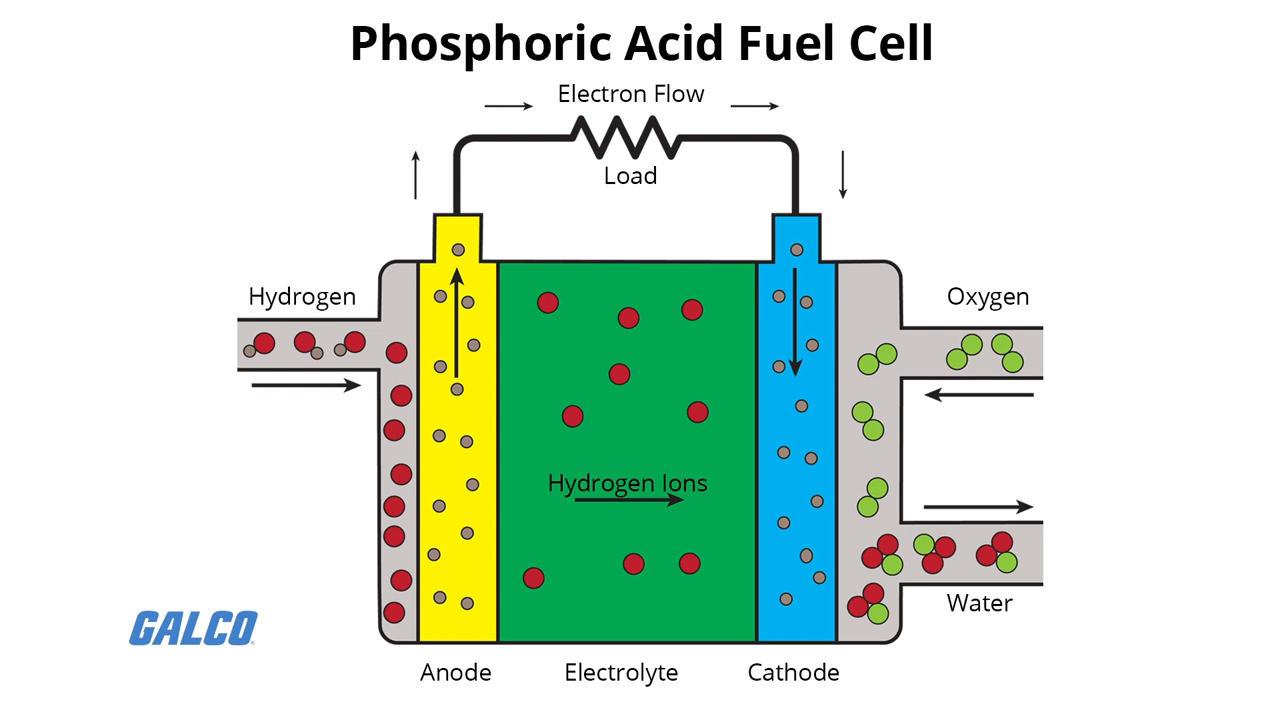 Phosphoric Acid Fuel Cell
Electron Flow
Load
Hydrogen
Oxygen
Hydrogen Ions
Water
GALCO
Anode
Electrolyte
Cathode